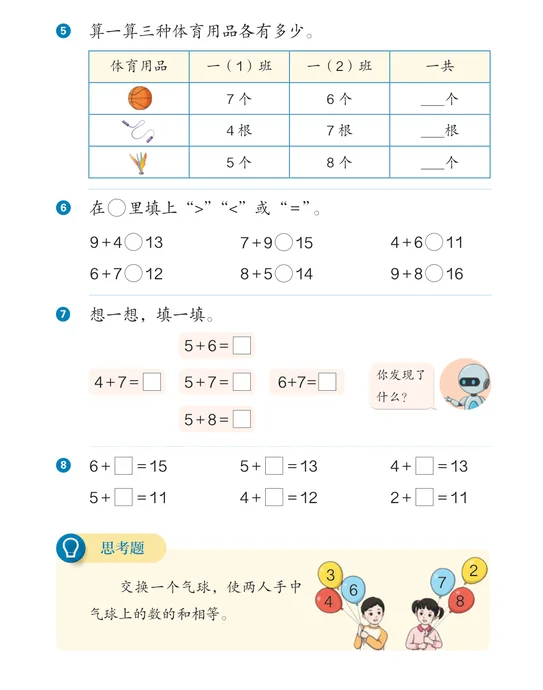 5 算一算三种体育用品各有多少。
体育用品 一（1）班 一（2）班 一共
7个 6个 ___个
4根 7根 ___根
5个 8个 ___个
6 在○里填上“>”“<”或“=”。
9+4○13 7+9○15 4+6○11
6+7○12 8+5○14 9+8○16
7 想一想，填一填。
5+6=□
4+7=□ 5+7=□ 6+7=□
5+8=□
你发现了
什么？
8 6+□=15 5+□=13 4+□=13
5+□=11 4+□=12 2+□=11
思考题
交换一个气球，使两人手中
气球上的数的和相等。
3 6 4
7 2 8